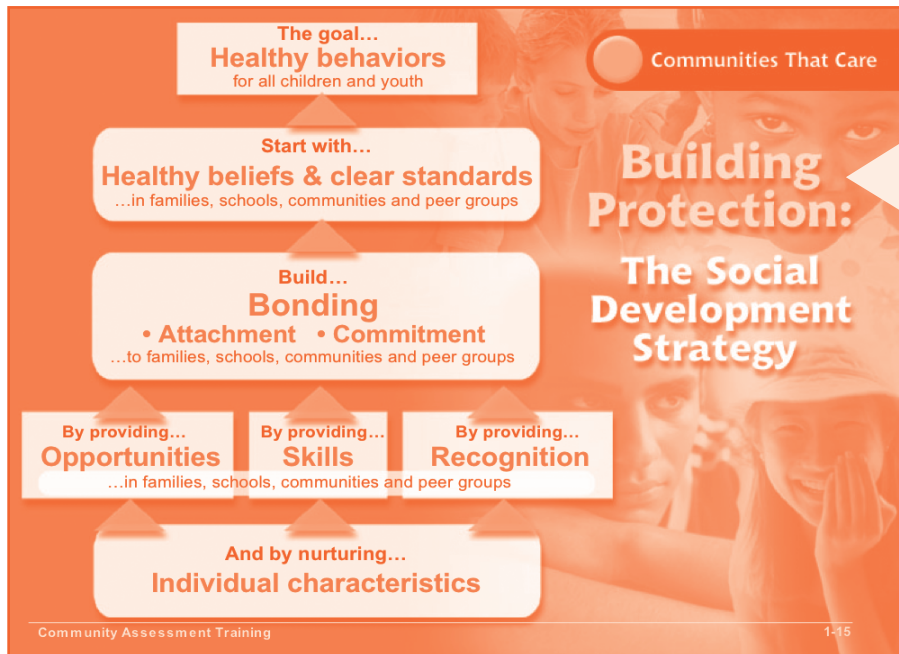 The goal…
Healthy behaviors
for all children and youth
Communities That Care
Building
Protection:
The Social
Development
Strategy
Start with…
Healthy beliefs & clear standards
…in families, schools, communities and peer groups
Build…
Bonding
• Attachment • Commitment
…to families, schools, communities and peer groups
By providing…
Opportunities
By providing…
Skills
By providing…
Recognition
…in families, schools, communities and peer groups
And by nurturing…
Individual characteristics
Community Assessment Training
1-15